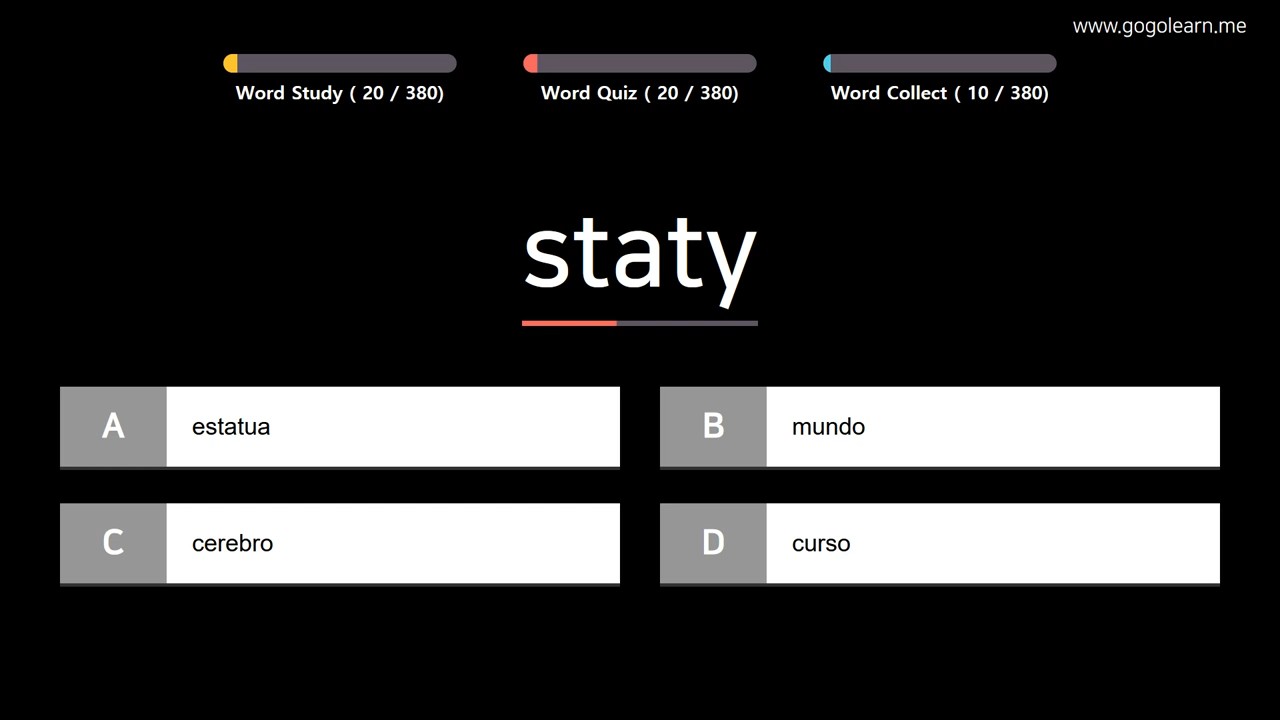 www.gogolearn.me
Word Study ( 20 / 380)
Word Quiz ( 20 / 380)
Word Collect ( 10 / 380)
staty
A estatua
B mundo
C cerebro
D curso